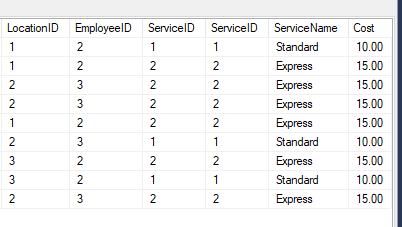 LocationID EmployeeID ServiceID ServiceID ServiceName Cost
1 2 1 1 Standard 10.00
1 2 2 2 Express 15.00
2 3 2 2 Express 15.00
2 3 2 2 Express 15.00
1 2 2 2 Express 15.00
2 3 1 1 Standard 10.00
3 2 2 2 Express 15.00
3 2 1 1 Standard 10.00
2 3 2 2 Express 15.00